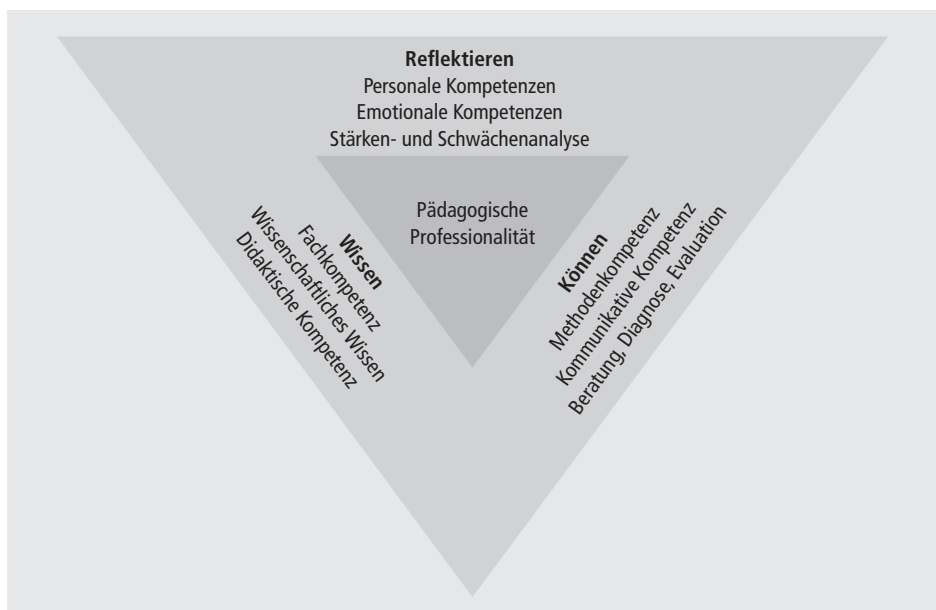 Reflektieren
Personale Kompetenzen
Emotionale Kompetenzen
Stärken- und Schwächenanalyse
Pädagogische
Professionalität
Wissen
Fachkompetenz
Wissenschaftliches Wissen
Didaktische Kompetenz
Können
Methodenkompetenz
Kommunikative Kompetenz
Beratung, Diagnose, Evaluation